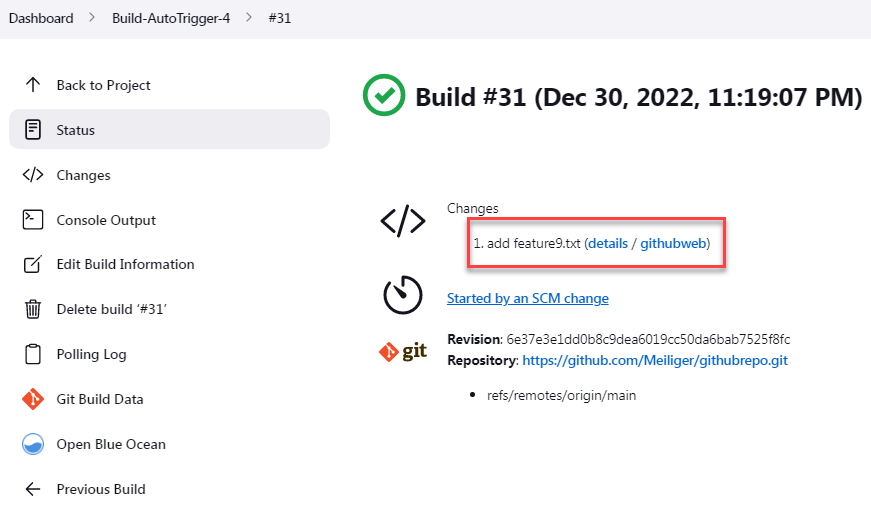 Dashboard > Build-AutoTrigger-4 > #31
Back to Project
Status
Changes
Console Output
Edit Build Information
Delete build ‘#31’
Polling Log
Git Build Data
Open Blue Ocean
Previous Build
Build #31 (Dec 30, 2022, 11:19:07 PM)
Changes
1. add feature9.txt (details / githubweb)
Started by an SCM change
git
Revision: 6e37e3e1dd0b8c9dea6019cc50da6bab7525f8fc
Repository: https://github.com/Meiliger/githubrepo.git
• refs/remotes/origin/main